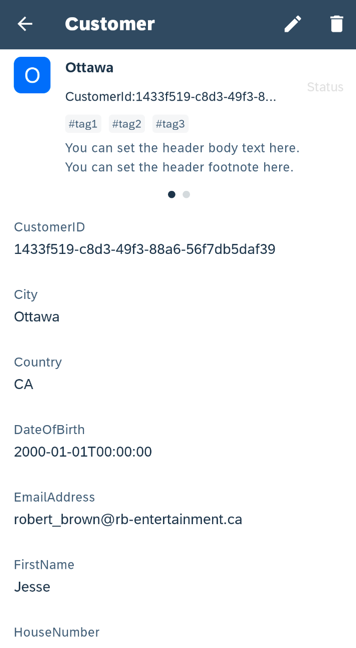 Customer
O
Ottawa
CustomerId:1433f519-c8d3-49f3-8...
Status
#tag1 #tag2 #tag3
You can set the header body text here.
You can set the header footnote here.
CustomerID
1433f519-c8d3-49f3-88a6-56f7db5daf39
City
Ottawa
Country
CA
DateOfBirth
2000-01-01T00:00:00
EmailAddress
robert_brown@rb-entertainment.ca
FirstName
Jesse
HouseNumber